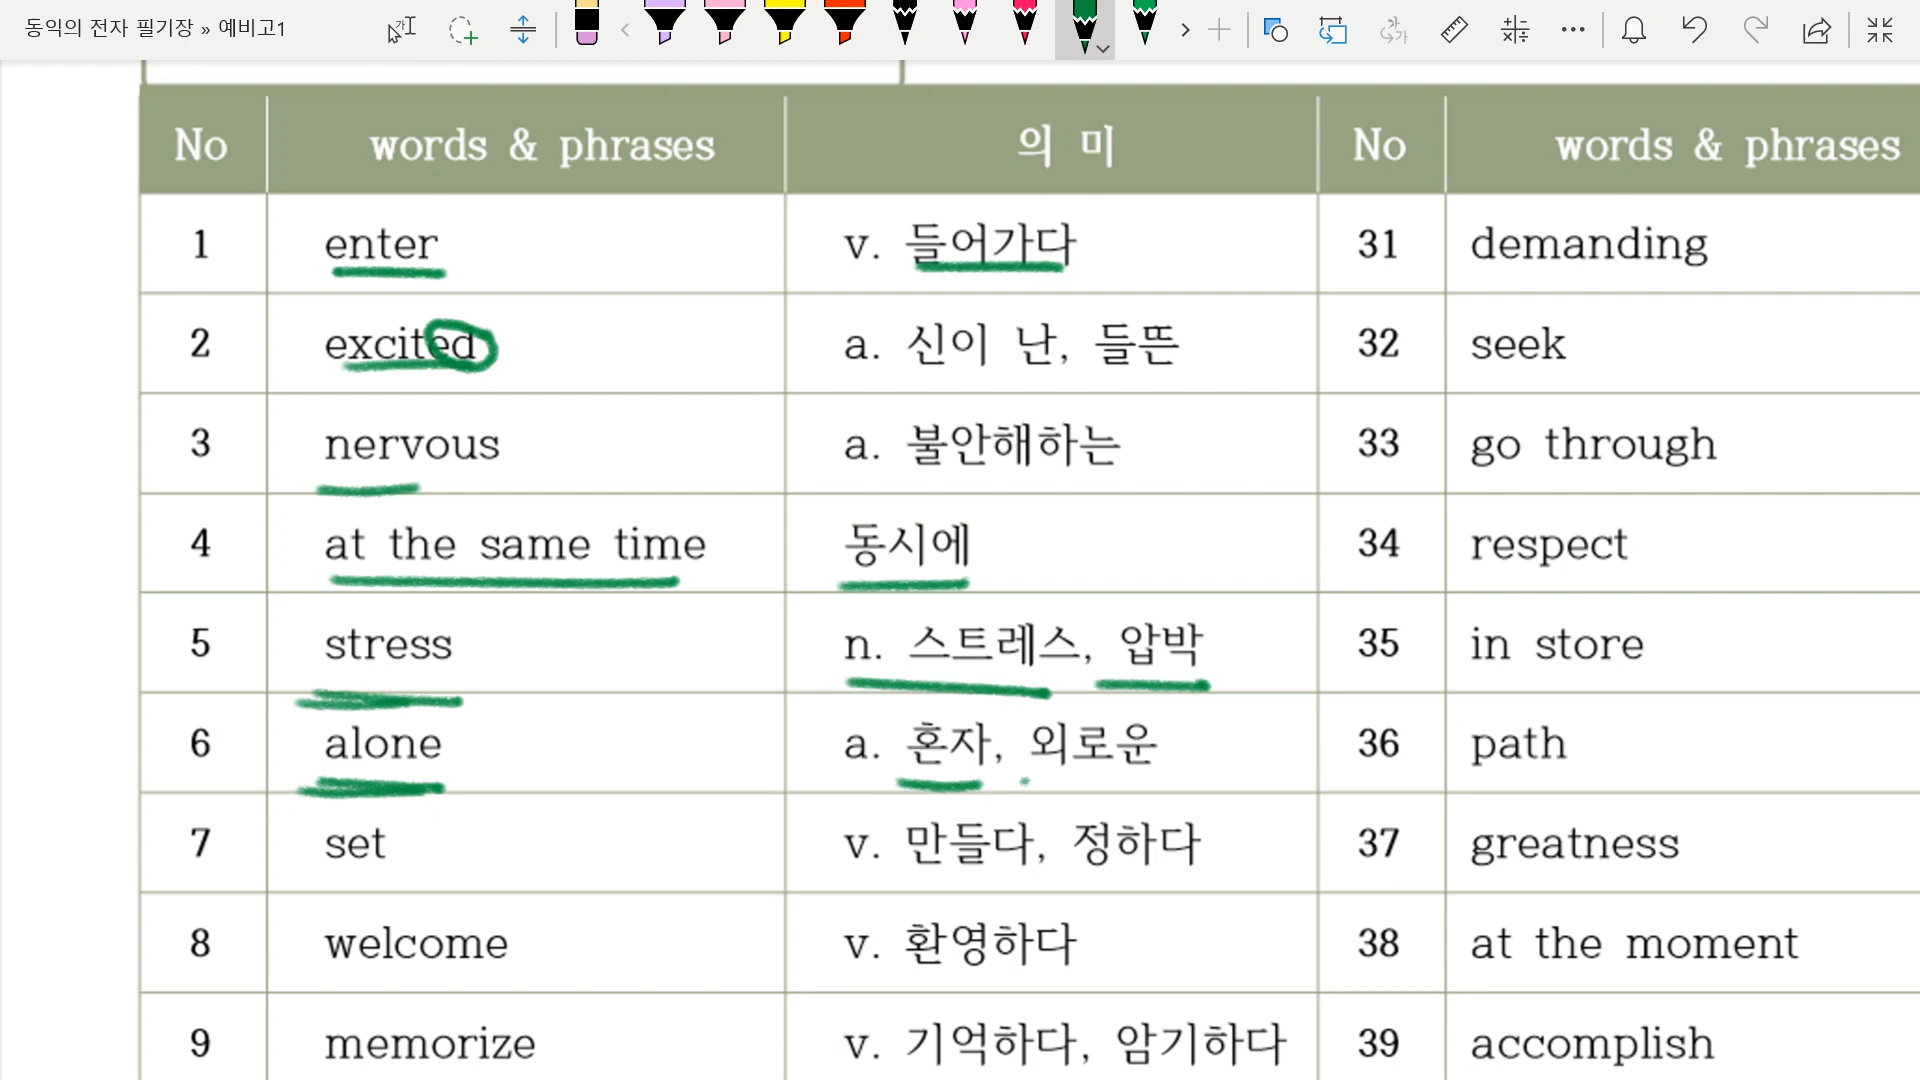 동익의 전자 필기장 » 예비고1
No words & phrases 의 미 No words & phrases
1 enter v. 들어가다 31 demanding
2 excited a. 신이 난, 들뜬 32 seek
3 nervous a. 불안해하는 33 go through
4 at the same time 동시에 34 respect
5 stress n. 스트레스, 압박 35 in store
6 alone a. 혼자, 외로운 36 path
7 set v. 만들다, 정하다 37 greatness
8 welcome v. 환영하다 38 at the moment
9 memorize v. 기억하다, 암기하다 39 accomplish